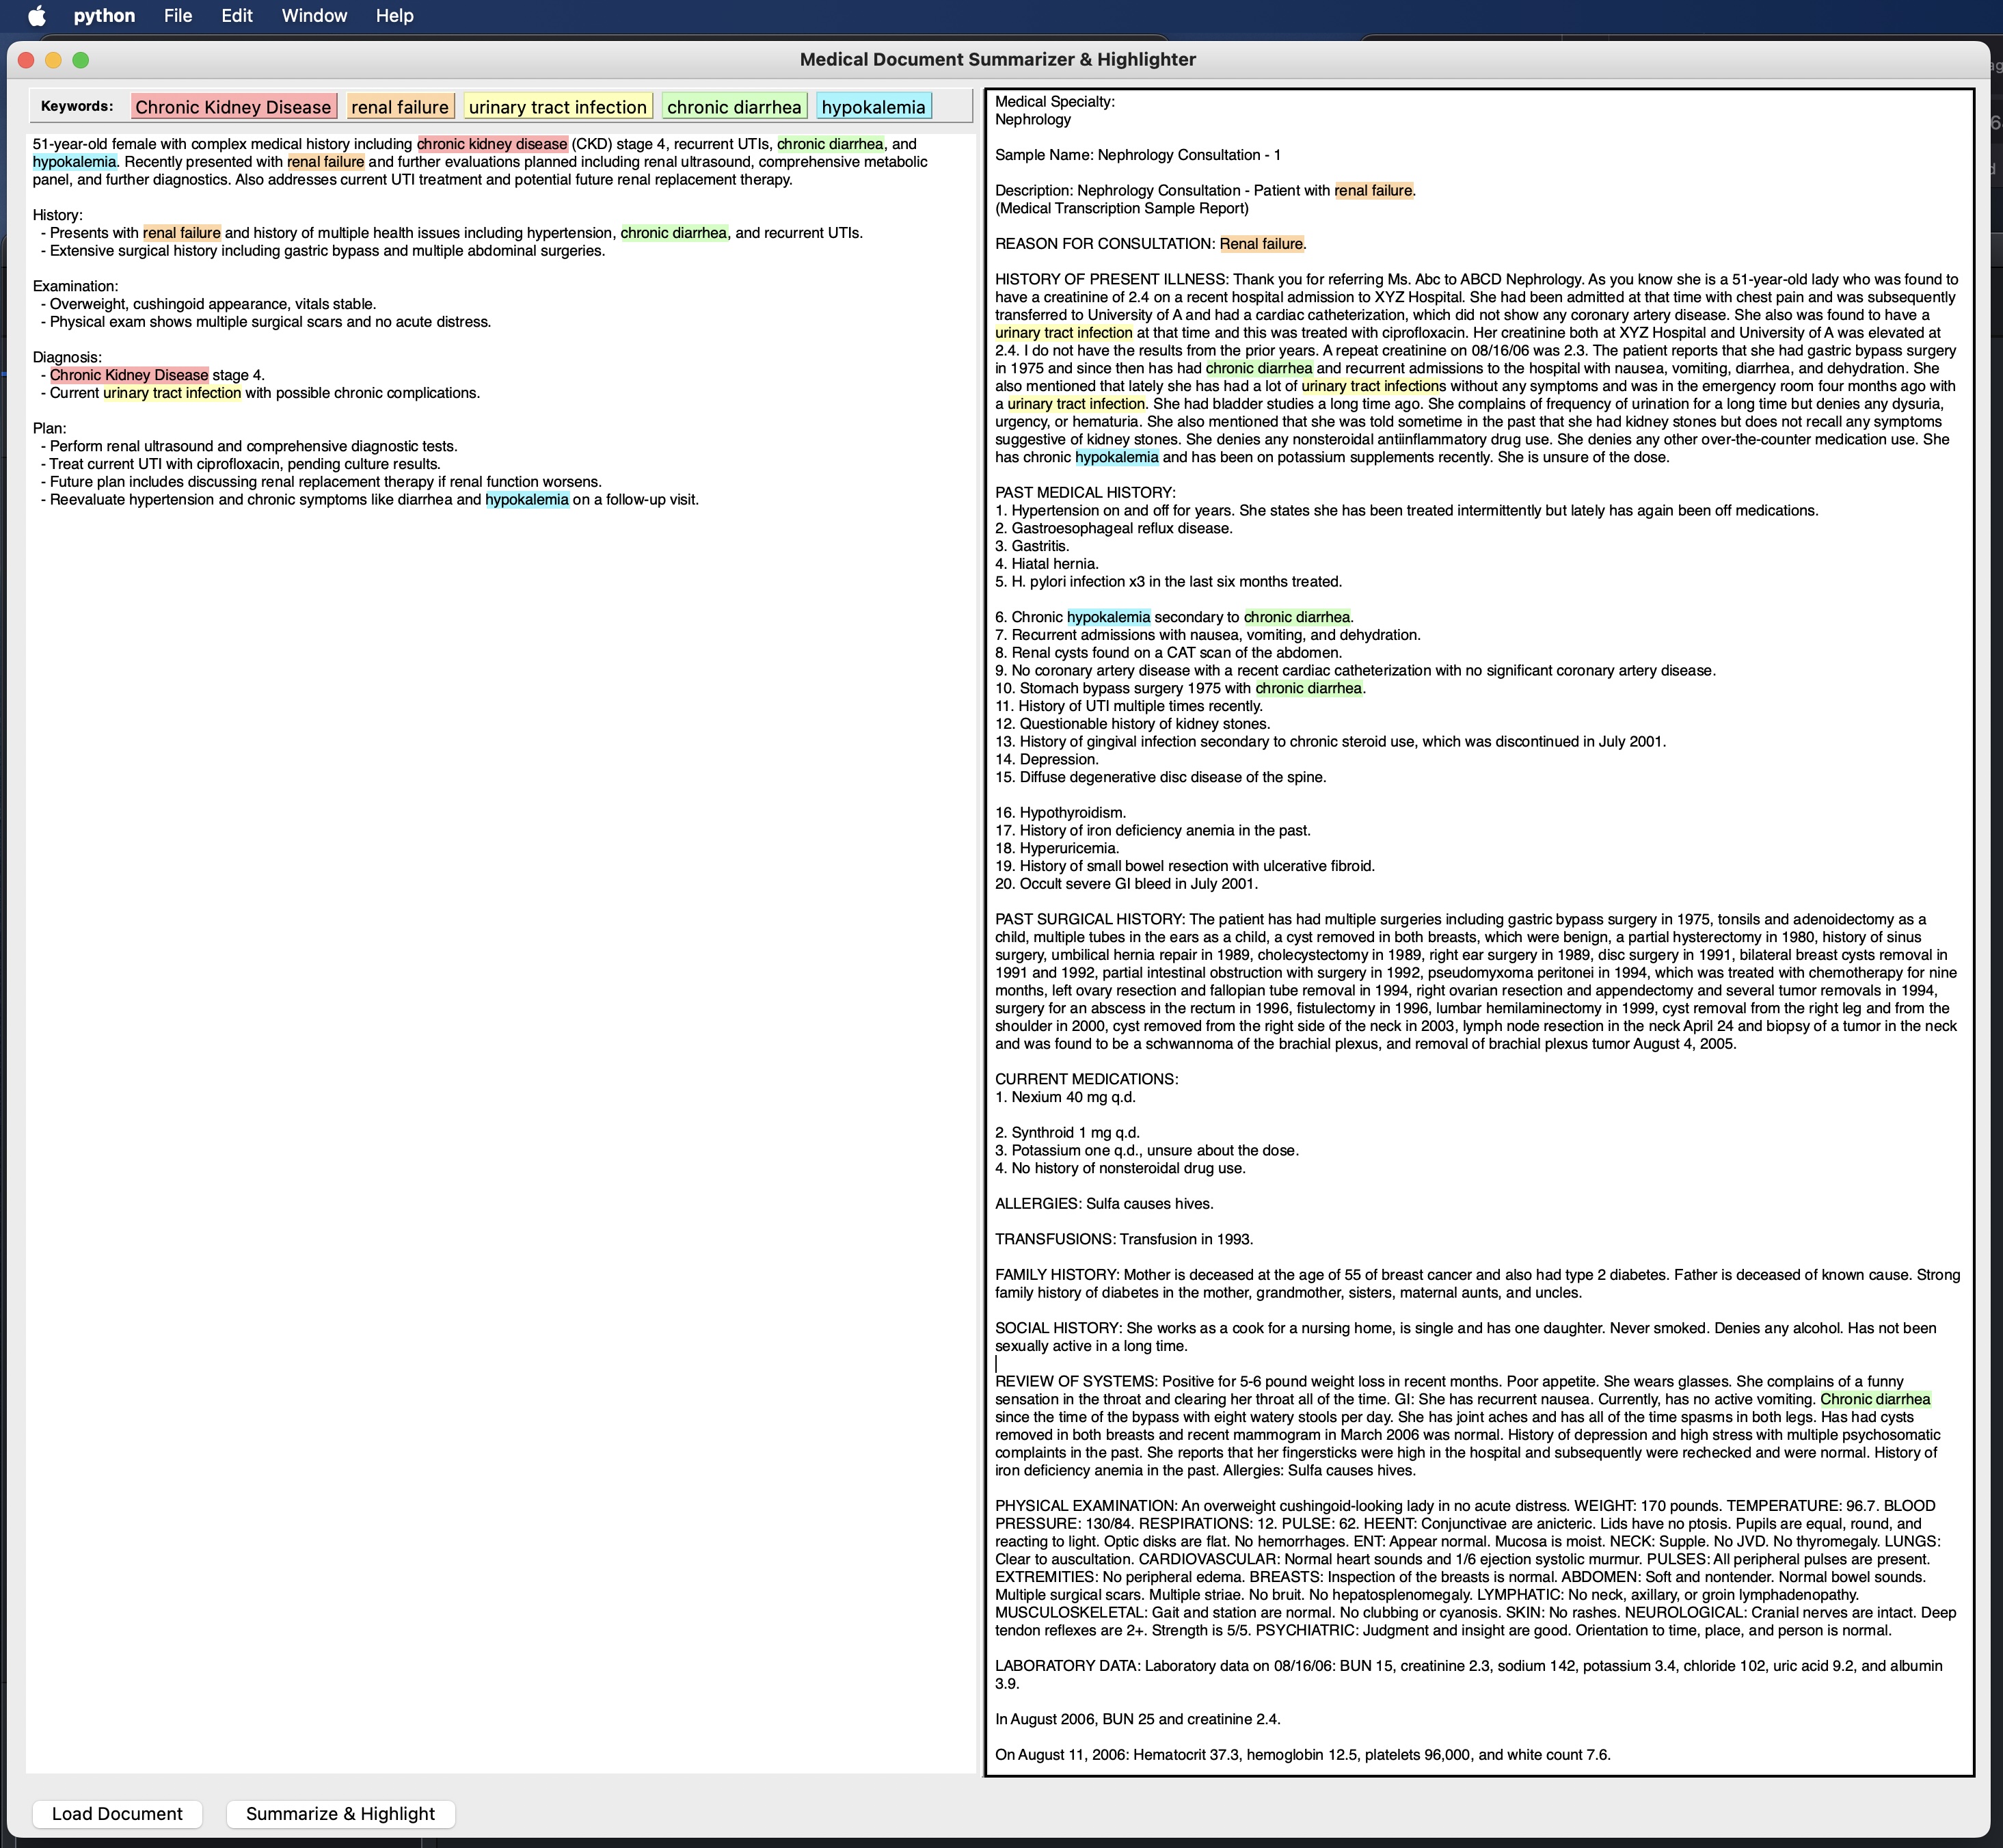 python File Edit Window Help
Medical Document Summarizer & Highlighter
Keywords: Chronic Kidney Disease renal failure urinary tract infection chronic diarrhea hypokalemia
51-year-old female with complex medical history including chronic kidney disease (CKD) stage 4, recurrent UTIs, chronic diarrhea, and
hypokalemia. Recently presented with renal failure and further evaluations planned including renal ultrasound, comprehensive metabolic
panel, and further diagnostics. Also addresses current UTI treatment and potential future renal replacement therapy.
History:
- Presents with renal failure and history of multiple health issues including hypertension, chronic diarrhea, and recurrent UTIs.
- Extensive surgical history including gastric bypass and multiple abdominal surgeries.
Examination:
- Overweight, cushingoid appearance, vitals stable.
- Physical exam shows multiple surgical scars and no acute distress.
Diagnosis:
- Chronic Kidney Disease stage 4.
- Current urinary tract infection with possible chronic complications.
Plan:
- Perform renal ultrasound and comprehensive diagnostic tests.
- Treat current UTI with ciprofloxacin, pending culture results.
- Future plan includes discussing renal replacement therapy if renal function worsens.
- Reevaluate hypertension and chronic symptoms like diarrhea and hypokalemia on a follow-up visit.
Medical Specialty:
Nephrology
Sample Name: Nephrology Consultation - 1
Description: Nephrology Consultation - Patient with renal failure.
(Medical Transcription Sample Report)
REASON FOR CONSULTATION: Renal failure.
HISTORY OF PRESENT ILLNESS: Thank you for referring Ms. Abc to ABCD Nephrology. As you know she is a 51-year-old lady who was found to
have a creatinine of 2.4 on a recent hospital admission to XYZ Hospital. She had been admitted at that time with chest pain and was subsequently
transferred to University of A and had a cardiac catheterization, which did not show any coronary artery disease. She also was found to have a
urinary tract infection at that time and this was treated with ciprofloxacin. Her creatinine both at XYZ Hospital and University of A was elevated at
2.4. I do not have the results from the prior years. A repeat creatinine on 08/16/06 was 2.3. The patient reports that she had gastric bypass surgery
in 1975 and since then has had chronic diarrhea and recurrent admissions to the hospital with nausea, vomiting, diarrhea, and dehydration. She
also mentioned that lately she has had a lot of urinary tract infections without any symptoms and was in the emergency room four months ago with
a urinary tract infection. She had bladder studies a long time ago. She complains of frequency of urination for a long time but denies any dysuria,
urgency, or hematuria. She also mentioned that she was told sometime in the past that she had kidney stones but does not recall any symptoms
suggestive of kidney stones. She denies any nonsteroidal antiinflammatory drug use. She denies any other over-the-counter medication use. She
has chronic hypokalemia and has been on potassium supplements recently. She is unsure of the dose.
PAST MEDICAL HISTORY:
1. Hypertension on and off for years. She states she has been treated intermittently but lately has again been off medications.
2. Gastroesophageal reflux disease.
3. Gastritis.
4. Hiatal hernia.
5. H. pylori infection x3 in the last six months treated.
6. Chronic hypokalemia secondary to chronic diarrhea.
7. Recurrent admissions with nausea, vomiting, and dehydration.
8. Renal cysts found on a CAT scan of the abdomen.
9. No coronary artery disease with a recent cardiac catheterization with no significant coronary artery disease.
10. Stomach bypass surgery 1975 with chronic diarrhea.
11. History of UTI multiple times recently.
12. Questionable history of kidney stones.
13. History of gingival infection secondary to chronic steroid use, which was discontinued in July 2001.
14. Depression.
15. Diffuse degenerative disc disease of the spine.
16. Hypothyroidism.
17. History of iron deficiency anemia in the past.
18. Hyperuricemia.
19. History of small bowel resection with ulcerative fibroid.
20. Occult severe GI bleed in July 2001.
PAST SURGICAL HISTORY: The patient has had multiple surgeries including gastric bypass surgery in 1975, tonsils and adenoidectomy as a
child, multiple tubes in the ears as a child, a cyst removed in both breasts, which were benign, a partial hysterectomy in 1980, history of sinus
surgery, umbilical hernia repair in 1989, cholecystectomy in 1989, right ear surgery in 1989, disc surgery in 1991, bilateral breast cysts removal in
1991 and 1992, partial intestinal obstruction with surgery in 1992, pseudomyxoma peritonei in 1994, which was treated with chemotherapy for nine
months, left ovary resection and fallopian tube removal in 1994, right ovarian resection and appendectomy and several tumor removals in 1994,
surgery for an abscess in the rectum in 1996, fistulectomy in 1996, lumbar hemilaminectomy in 1999, cyst removal from the right leg and from the
shoulder in 2000, cyst removed from the right side of the neck in 2003, lymph node resection in the neck April 24 and biopsy of a tumor in the neck
and was found to be a schwannoma of the brachial plexus, and removal of brachial plexus tumor August 4, 2005.
CURRENT MEDICATIONS:
1. Nexium 40 mg q.d.
2. Synthroid 1 mg q.d.
3. Potassium one q.d., unsure about the dose.
4. No history of nonsteroidal drug use.
ALLERGIES: Sulfa causes hives.
TRANSFUSIONS: Transfusion in 1993.
FAMILY HISTORY: Mother is deceased at the age of 55 of breast cancer and also had type 2 diabetes. Father is deceased of known cause. Strong
family history of diabetes in the mother, grandmother, sisters, maternal aunts, and uncles.
SOCIAL HISTORY: She works as a cook for a nursing home, is single and has one daughter. Never smoked. Denies any alcohol. Has not been
sexually active in a long time.
REVIEW OF SYSTEMS: Positive for 5-6 pound weight loss in recent months. Poor appetite. She wears glasses. She complains of a funny
sensation in the throat and clearing her throat all of the time. GI: She has recurrent nausea. Currently, has no active vomiting. Chronic diarrhea
since the time of the bypass with eight watery stools per day. She has joint aches and has all of the time spasms in both legs. Has had cysts
removed in both breasts and recent mammogram in March 2006 was normal. History of depression and high stress with multiple psychosomatic
complaints in the past. She reports that her fingersticks were high in the hospital and subsequently were rechecked and were normal. History of
iron deficiency anemia in the past. Allergies: Sulfa causes hives.
PHYSICAL EXAMINATION: An overweight cushingoid-looking lady in no acute distress. WEIGHT: 170 pounds. TEMPERATURE: 96.7. BLOOD
PRESSURE: 130/84. RESPIRATIONS: 12. PULSE: 62. HEENT: Conjunctivae are anicteric. Lids have no ptosis. Pupils are equal, round, and
reacting to light. Optic disks are flat. No hemorrhages. ENT: Appear normal. Mucosa is moist. NECK: Supple. No JVD. No thyromegaly. LUNGS:
Clear to auscultation. CARDIOVASCULAR: Normal heart sounds and 1/6 ejection systolic murmur. PULSES: All peripheral pulses are present.
EXTREMITIES: No peripheral edema. BREASTS: Inspection of the breasts is normal. ABDOMEN: Soft and nontender. Normal bowel sounds.
Multiple surgical scars. Multiple striae. No bruit. No hepatosplenomegaly. LYMPHATIC: No neck, axillary, or groin lymphadenopathy.
MUSCULOSKELETAL: Gait and station are normal. No clubbing or cyanosis. SKIN: No rashes. NEUROLOGICAL: Cranial nerves are intact. Deep
tendon reflexes are 2+. Strength is 5/5. PSYCHIATRIC: Judgment and insight are good. Orientation to time, place, and person is normal.
LABORATORY DATA: Laboratory data on 08/16/06: BUN 15, creatinine 2.3, sodium 142, potassium 3.4, chloride 102, uric acid 9.2, and albumin
3.9.
In August 2006, BUN 25 and creatinine 2.4.
On August 11, 2006: Hematocrit 37.3, hemoglobin 12.5, platelets 96,000, and white count 7.6.
Load Document Summarize & Highlight